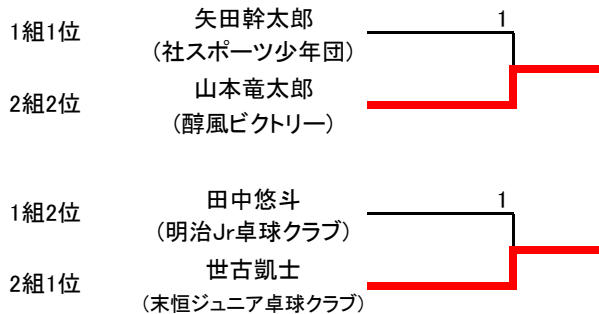 1組1位 矢田幹太郎 1
(社スポーツ少年団)
2組2位 山本竜太郎
(醇風ビクトリー)
1組2位 田中悠斗 1
(明治Jr卓球クラブ)
2組1位 世古凱士
(末恒ジュニア卓球クラブ)